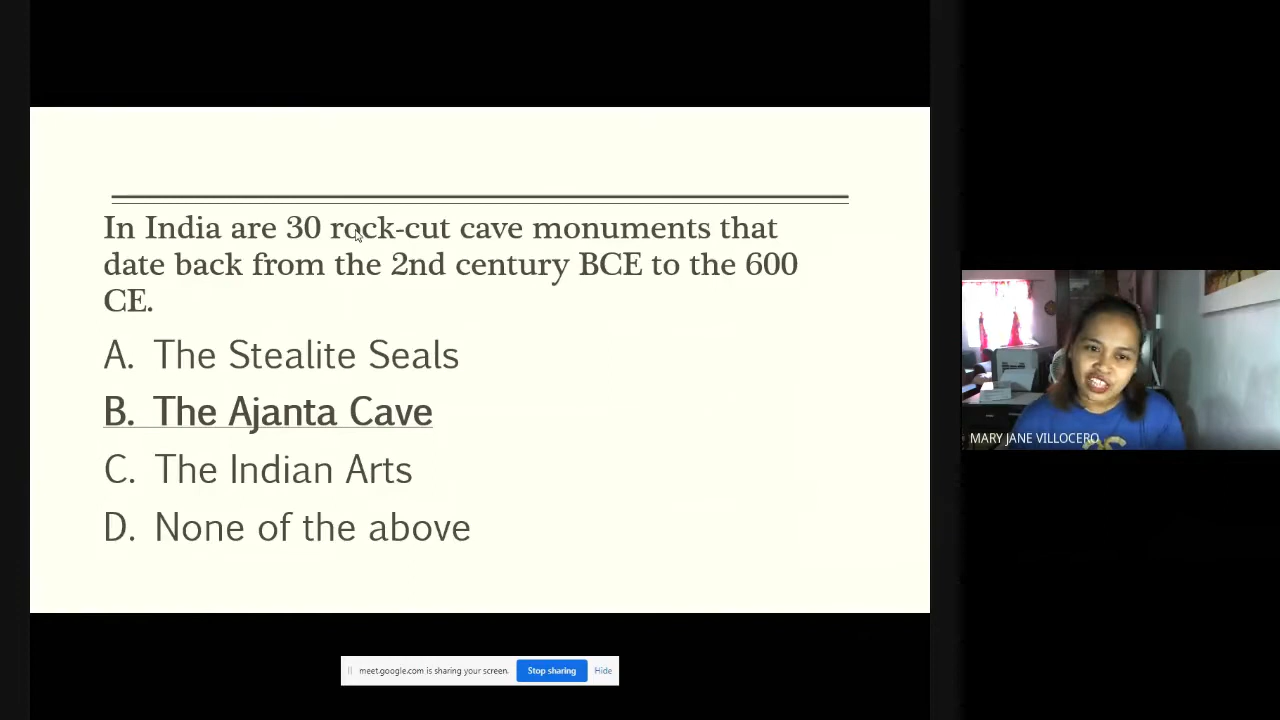 In India are 30 rock-cut cave monuments that
date back from the 2nd century BCE to the 600
CE.
A. The Stealite Seals
B. The Ajanta Cave
C. The Indian Arts
D. None of the above
MARY JANE VILLOCERO
meet.google.com is sharing your screen. Stop sharing Hide